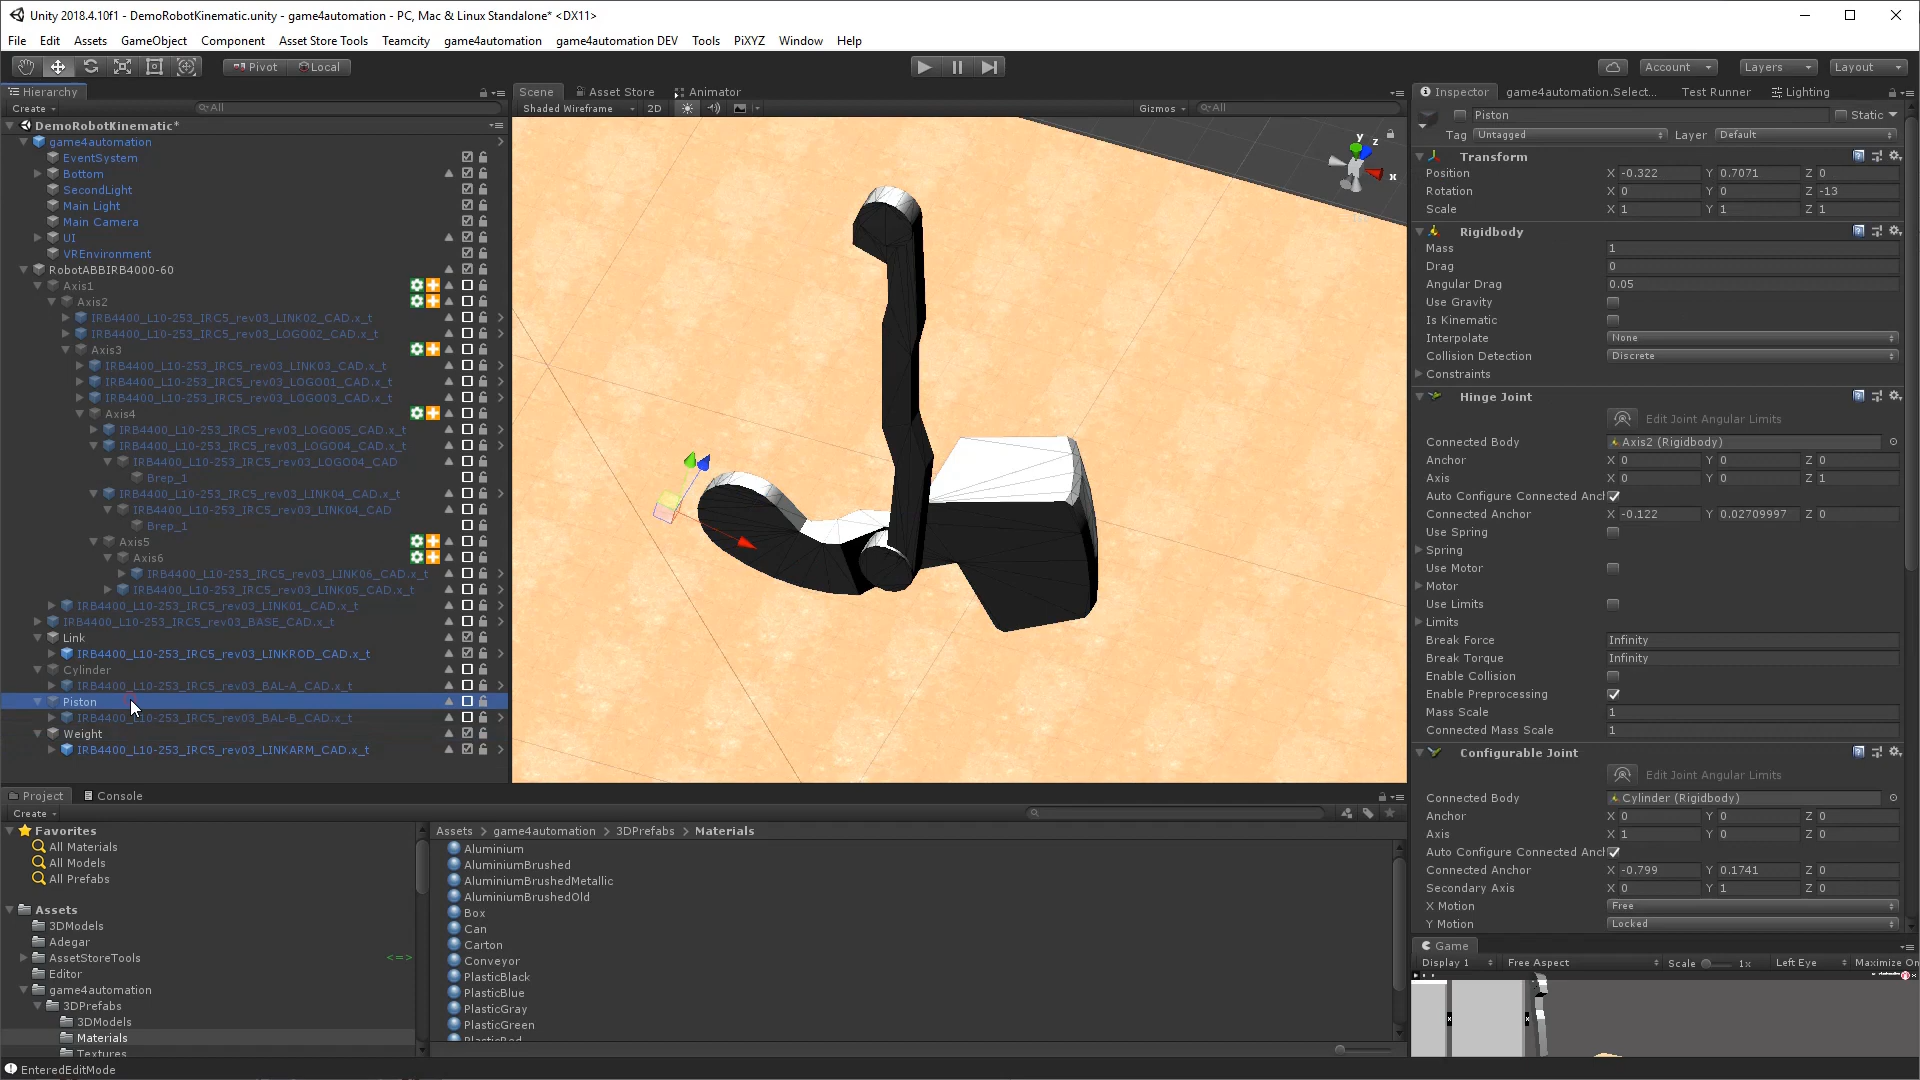 Unity 2018.4.10f1 - DemoRobotKinematic.unity - game4automation - PC, Mac & Linux Standalone* <DX11>
File Edit Assets GameObject Component Asset Store Tools Teamcity game4automation game4automation DEV Tools PiXYZ Window Help
Pivot Local Account Layers Layout
Hierarchy
Create All
DemoRobotKinematic*
game4automation
EventSystem
Bottom
SecondLight
Main Light
Main Camera
UI
VREnvironment
RobotABBIRB4000-60
Axis1
Axis2
IRB4400_L10-253_IRC5_rev03_LINK02_CAD.x_t
IRB4400_L10-253_IRC5_rev03_LOGO02_CAD.x_t
Axis3
IRB4400_L10-253_IRC5_rev03_LINK03_CAD.x_t
IRB4400_L10-253_IRC5_rev03_LOGO01_CAD.x_t
IRB4400_L10-253_IRC5_rev03_LOGO03_CAD.x_t
Axis4
IRB4400_L10-253_IRC5_rev03_LOGO05_CAD.x_t
IRB4400_L10-253_IRC5_rev03_LOGO04_CAD.x_t
IRB4400_L10-253_IRC5_rev03_LOGO04_CAD
Brep_1
IRB4400_L10-253_IRC5_rev03_LINK04_CAD.x_t
IRB4400_L10-253_IRC5_rev03_LINK04_CAD
Brep_1
Axis5
Axis6
IRB4400_L10-253_IRC5_rev03_LINK06_CAD.x_t
IRB4400_L10-253_IRC5_rev03_LINK05_CAD.x_t
IRB4400_L10-253_IRC5_rev03_LINK01_CAD.x_t
IRB4400_L10-253_IRC5_rev03_BASE_CAD.x_t
Link
IRB4400_L10-253_IRC5_rev03_LINKROD_CAD.x_t
Cylinder
IRB4400_L10-253_IRC5_rev03_BAL-A_CAD.x_t
Piston
IRB4400_L10-253_IRC5_rev03_BAL-B_CAD.x_t
Weight
IRB4400_L10-253_IRC5_rev03_LINKARM_CAD.x_t
Scene Asset Store Animator
Shaded Wireframe 2D Gizmos All
y
z
x
Inspector game4automation.Select... Test Runner Lighting
Piston Static
Tag Untagged Layer Default
Transform
Position X -0.322 Y 0.7071 Z 0
Rotation X 0 Y 0 Z -13
Scale X 1 Y 1 Z 1
Rigidbody
Mass 1
Drag 0
Angular Drag 0.05
Use Gravity
Is Kinematic
Interpolate None
Collision Detection Discrete
Constraints
Hinge Joint
Edit Joint Angular Limits
Connected Body Axis2 (Rigidbody)
Anchor X 0 Y 0 Z 0
Axis X 0 Y 0 Z 1
Auto Configure Connected Ancl
Connected Anchor X -0.122 Y 0.02709997 Z 0
Use Spring
Spring
Use Motor
Motor
Use Limits
Limits
Break Force Infinity
Break Torque Infinity
Enable Collision
Enable Preprocessing
Mass Scale 1
Connected Mass Scale 1
Configurable Joint
Edit Joint Angular Limits
Connected Body Cylinder (Rigidbody)
Anchor X 0 Y 0 Z 0
Axis X 1 Y 0 Z 0
Auto Configure Connected Ancl
Connected Anchor X -0.799 Y 0.1741 Z 0
Secondary Axis X 0 Y 1 Z 0
X Motion Free
Y Motion Locked
Game
Display 1 Free Aspect Scale 1x Left Eye Maximize On
Project Console
Create
Favorites
All Materials
All Models
All Prefabs
Assets
3DModels
Adegar
AssetStoreTools <=>
Editor
game4automation
3DPrefabs
3DModels
Materials
Textures
Assets > game4automation > 3DPrefabs > Materials
Aluminium
AluminiumBrushed
AluminiumBrushedMetallic
AluminiumBrushedOld
Box
Can
Carton
Conveyor
PlasticBlack
PlasticBlue
PlasticGray
PlasticGreen
PlasticRed
EnteredEditMode